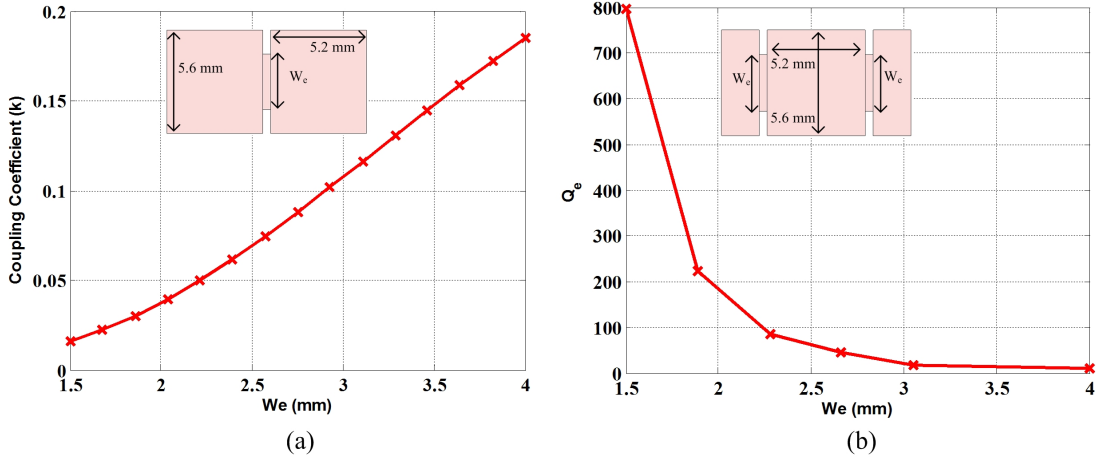 0.2
0.15
0.1
0.05
0
Coupling Coefficient (k)
5.6 mm
5.2 mm
We
1.5 2 2.5 3 3.5 4
We (mm)
(a)
800
700
600
500
400
300
200
100
0
Qe
5.2 mm
We
We
5.6 mm
1.5 2 2.5 3 3.5 4
We (mm)
(b)